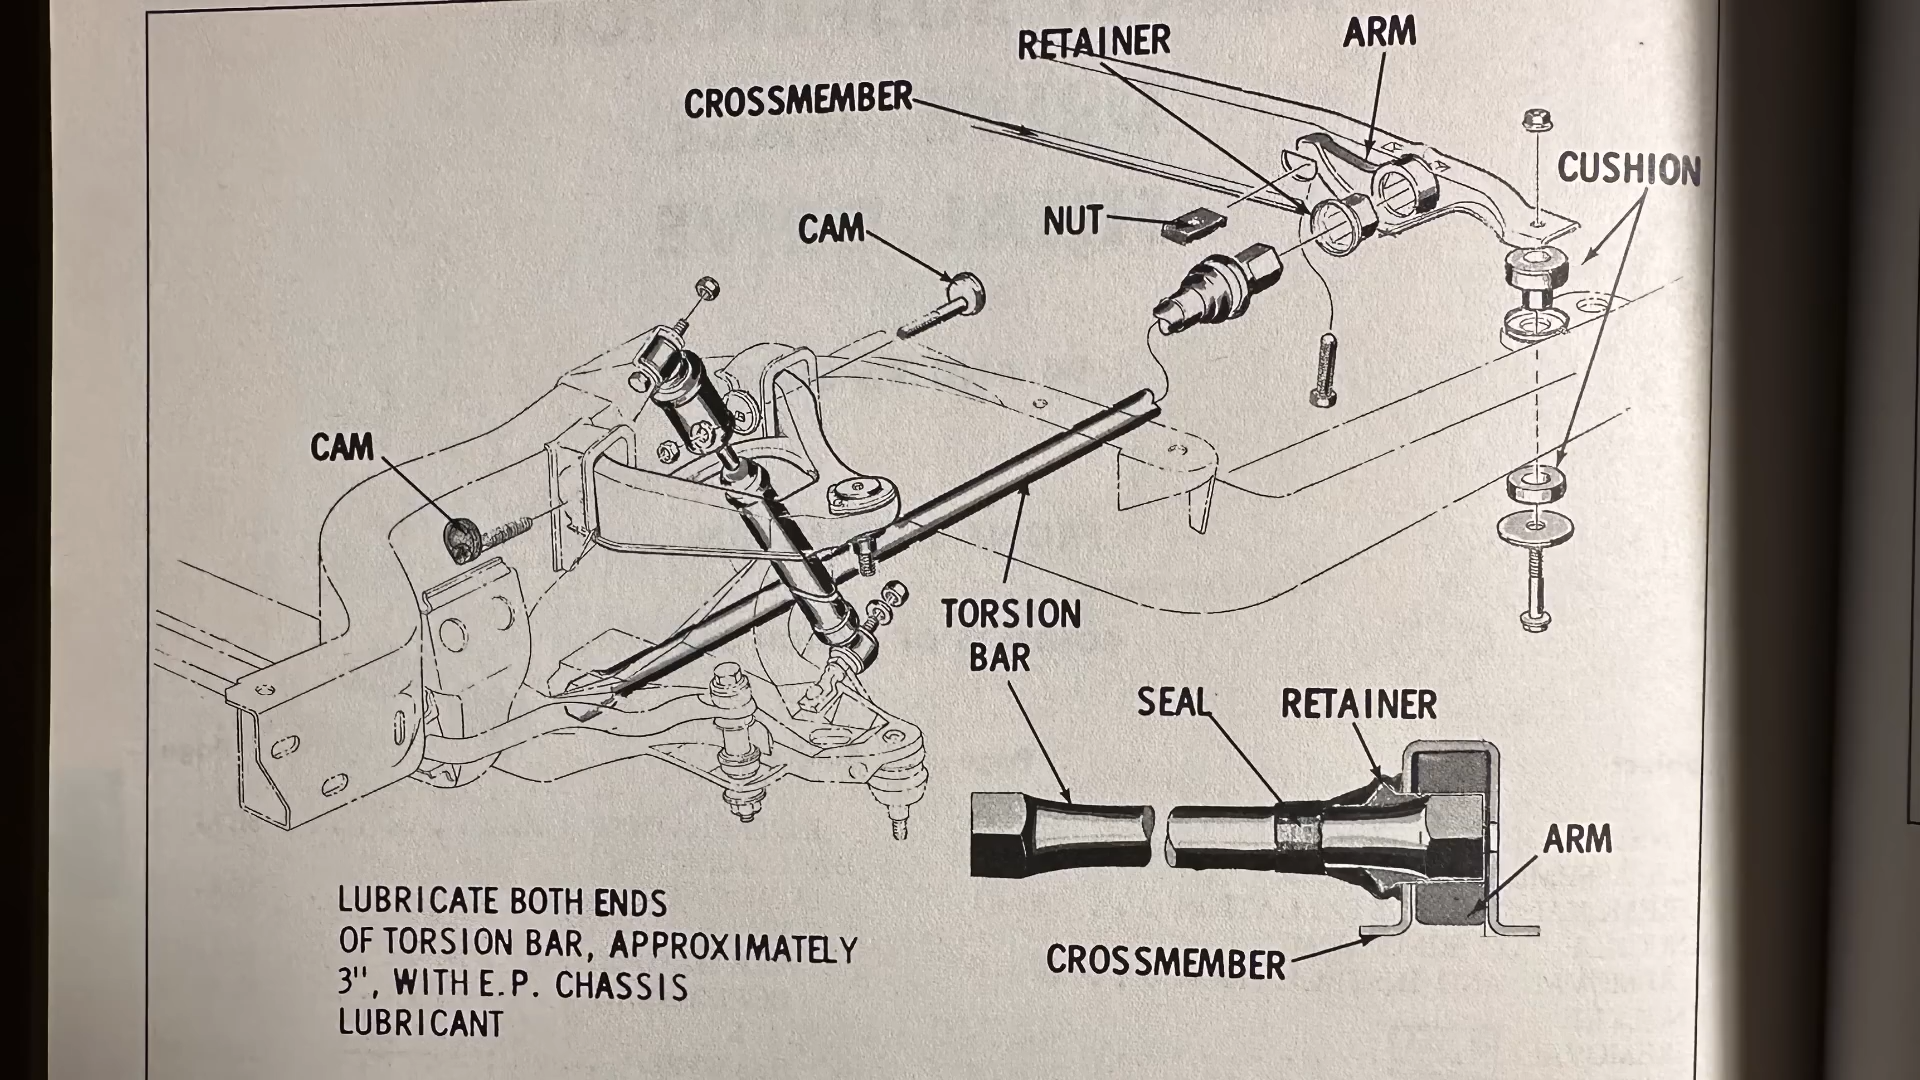 RETAINER
ARM
CROSSMEMBER
CUSHION
NUT
CAM
CAM
TORSION
BAR
SEAL
RETAINER
ARM
CROSSMEMBER
LUBRICATE BOTH ENDS
OF TORSION BAR, APPROXIMATELY
3", WITH E.P. CHASSIS
LUBRICANT